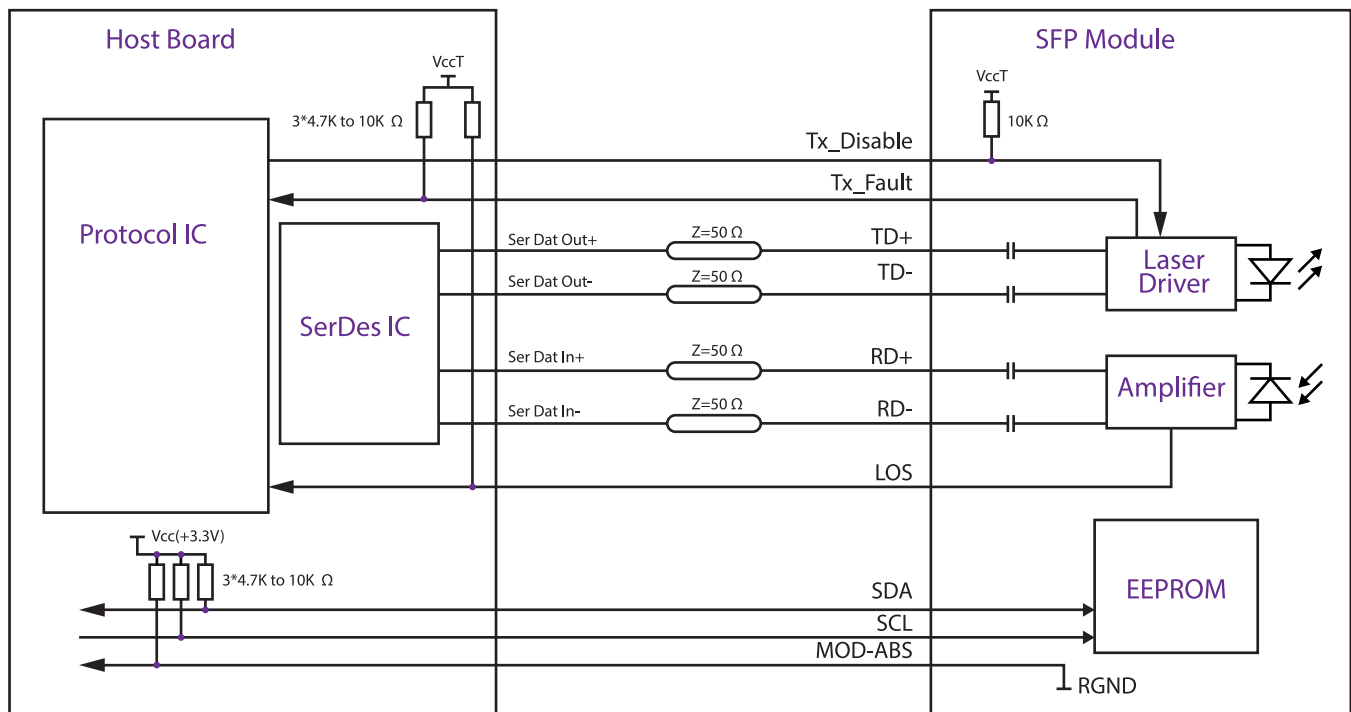 Host Board
SFP Module
VccT
VccT
3*4.7K to 10K Ω
10K Ω
Tx_Disable
Tx_Fault
Protocol IC
Ser Dat Out+
Z=50 Ω
TD+
Ser Dat Out-
Z=50 Ω
TD-
Laser
Driver
SerDes IC
Ser Dat In+
Z=50 Ω
RD+
Ser Dat In-
Z=50 Ω
RD-
Amplifier
LOS
Vcc(+3.3V)
3*4.7K to 10K Ω
SDA
SCL
MOD-ABS
EEPROM
RGND